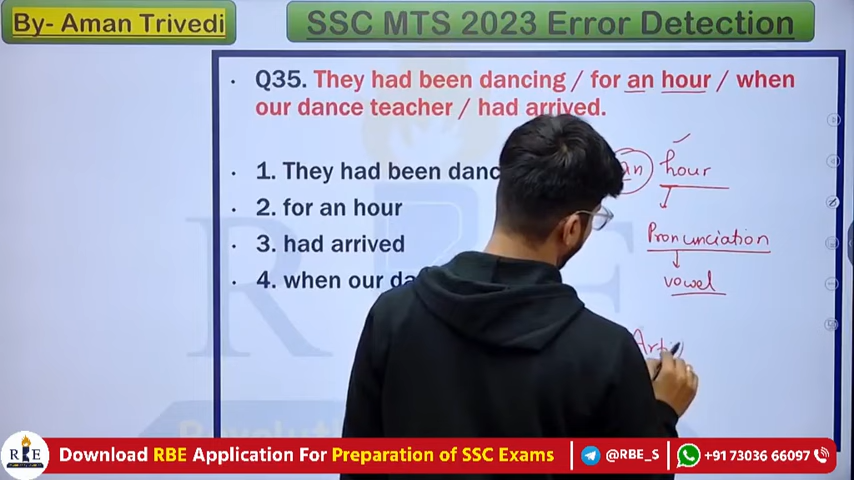 By- Aman Trivedi
SSC MTS 2023 Error Detection
Q35. They had been dancing / for an hour / when
our dance teacher / had arrived.
1. They had been danc
2. for an hour
3. had arrived
4. when our da
an hour
Pronunciation
vowel
R E
RBE
Download RBE Application For Preparation of SSC Exams
@RBE_S
+91 73036 66097